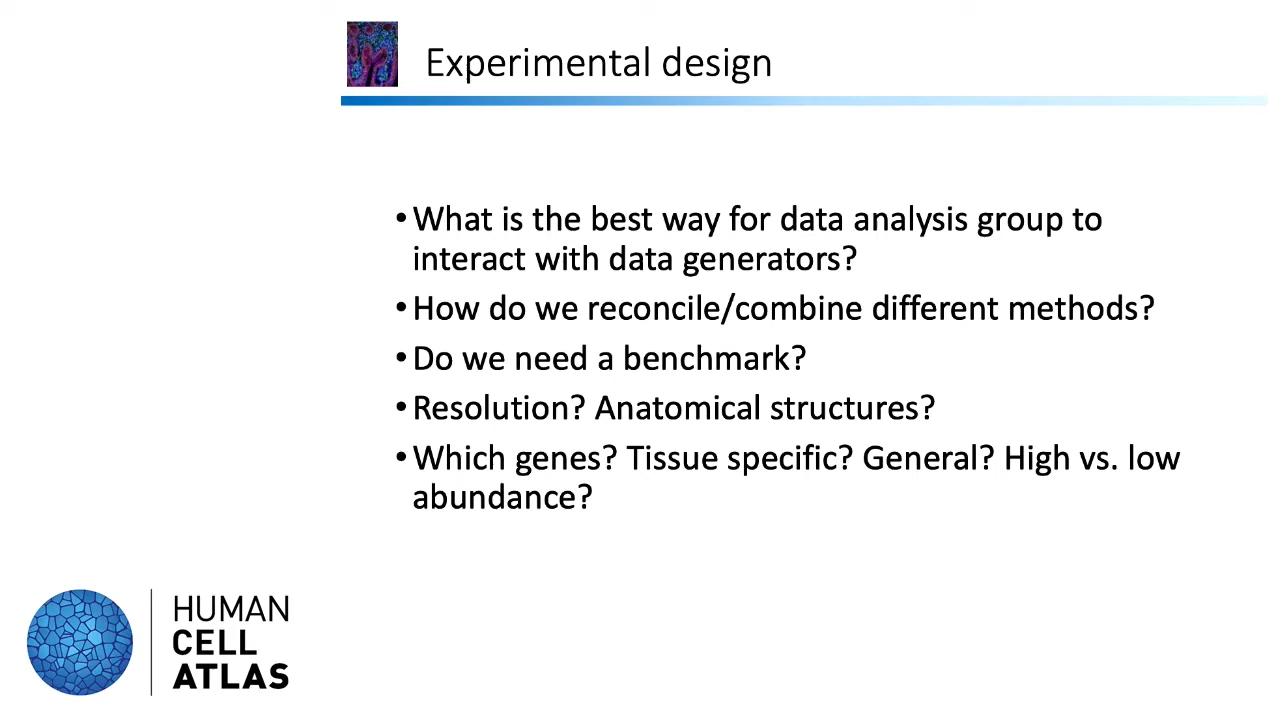 Experimental design
• What is the best way for data analysis group to
interact with data generators?
• How do we reconcile/combine different methods?
• Do we need a benchmark?
• Resolution? Anatomical structures?
• Which genes? Tissue specific? General? High vs. low
abundance?
HUMAN
CELL
ATLAS